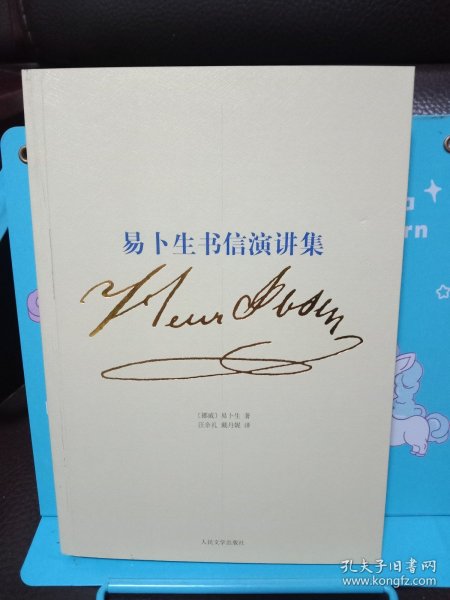 易卜生书信演讲集
Henrik Ibsen
〔挪威〕易卜生 著
汪余礼 戴丹妮 译
人民文学出版社
a
rn
孔夫子旧书网
www.kongfz.com